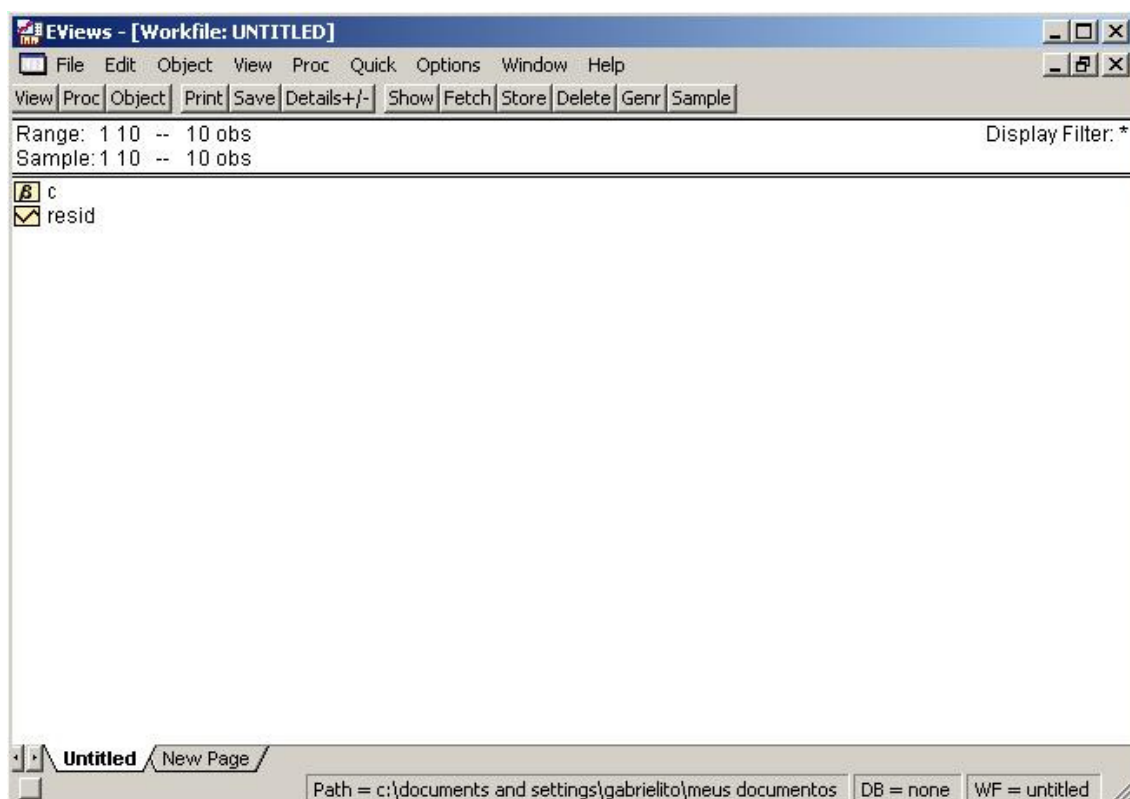 EViews - [Workfile: UNTITLED]
File Edit Object View Proc Quick Options Window Help
View Proc Object Print Save Details+/- Show Fetch Store Delete Genr Sample
Range: 1 10 -- 10 obs Display Filter: *
Sample: 1 10 -- 10 obs
β c
resid
Untitled New Page
Path = c:\documents and settings\gabrielito\meus documentos DB = none WF = untitled